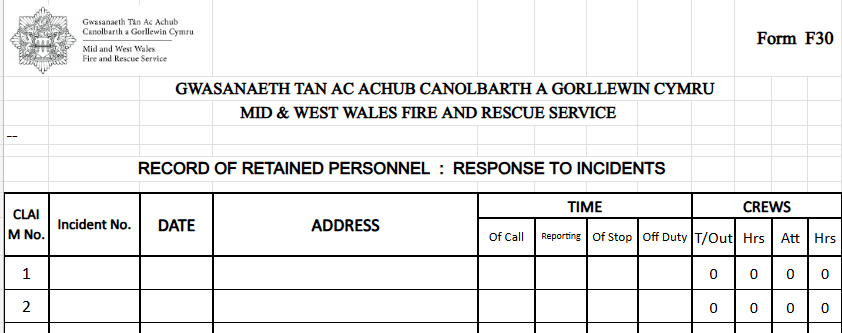 Gwasanaeth Tân Ac Achub
Canolbarth a Gorllewin Cymru
Mid and West Wales
Fire and Rescue Service
Form F30
GWASANAETH TAN AC ACHUB CANOLBARTH A GORLLEWIN CYMRU
MID & WEST WALES FIRE AND RESCUE SERVICE
--
RECORD OF RETAINED PERSONNEL : RESPONSE TO INCIDENTS
CLAI
M No.
Incident No.
DATE
ADDRESS
TIME
CREWS
Of Call
Reporting
Of Stop
Off Duty
T/Out
Hrs
Att
Hrs
1 0 0 0 0
2 0 0 0 0